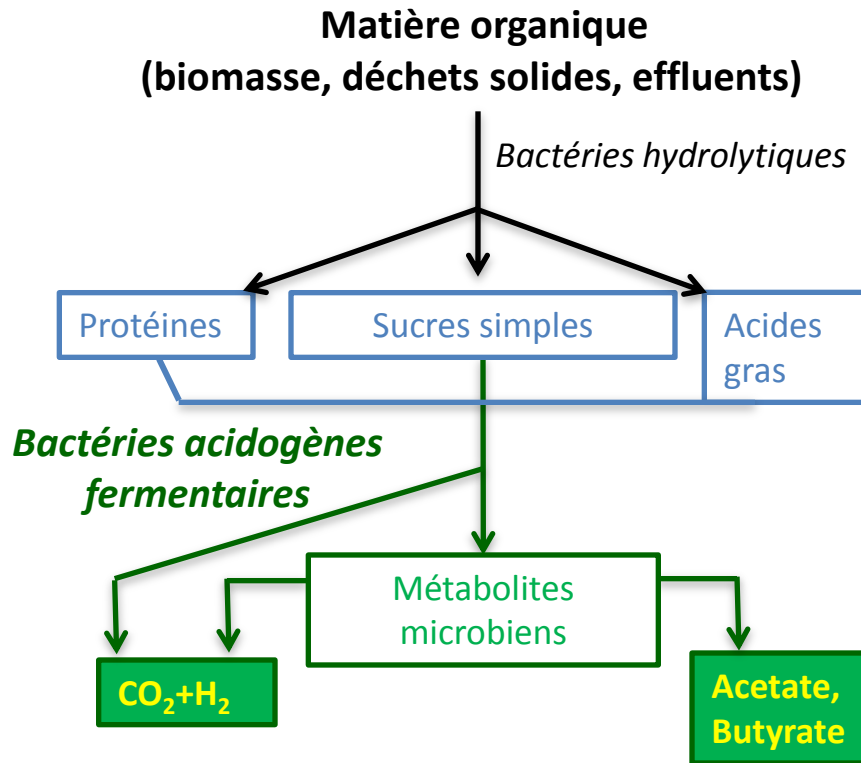 Matière organique
(biomasse, déchets solides, effluents)
Bactéries hydrolytiques
Protéines
Sucres simples
Acides
gras
Bactéries acidogènes
fermentaires
Métabolites
microbiens
CO₂+H₂
Acetate,
Butyrate